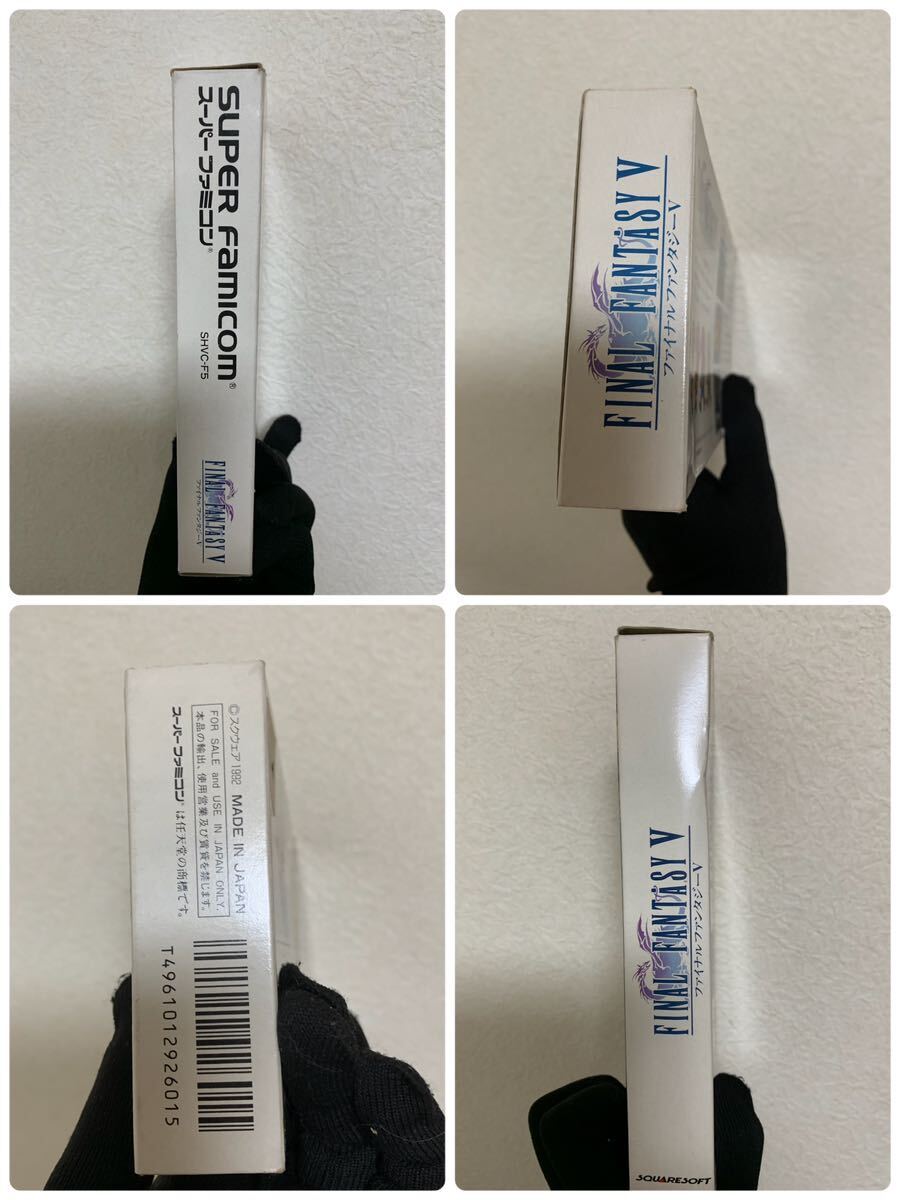 SUPER Famicom®
スーパーファミコン®
SHVC-F5
FINAL FANTASY V
ファイナルファンタジーV
FINAL FANTASY V
ファイナルファンタジーV
©スクウェア1992 MADE IN JAPAN
FOR SALE and USE IN JAPAN ONLY.
本品の輸出、使用営業及び賃貸を禁じます。
スーパーファミコン®は任天堂の商標です。
T4961012926015
FINAL FANTASY V
ファイナルファンタジーV
SQUARESOFT